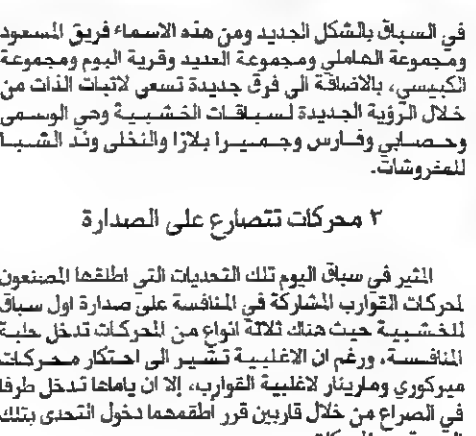 في السباق بالشكل الجديد ومن هذه الاسماء فريق المسعود
ومجموعة الهاملي ومجموعة العديد وقرية البوم ومجموعة
الكبيسي، بالاضافة الى فرق جديدة تسعى لاثبات الذات من
خلال الرؤية الجديدة لسباقات الخشبية وهي الوسمى
وحصابي وفارس وجميرا بلازا والنخلي وند الشبا
للمفروشات.
٢ محركات تتصارع على الصدارة
المثير في سباق اليوم تلك التحديات التي اطلقها المصنعون
لمحركات القوارب المشاركة في المنافسة على صدارة اول سباق
للخشبية حيث هناك ثلاثة انواع من المحركات تدخل حلبة
المنافسة، ورغم ان الاغلبية تشير الى احتكار محركات
ميركوري ومارينار لاغلبية القوارب، إلا ان ياماها تدخل طرفا
في الصراع من خلال قاربين قرر أطقمهما دخول التحدى بتلك